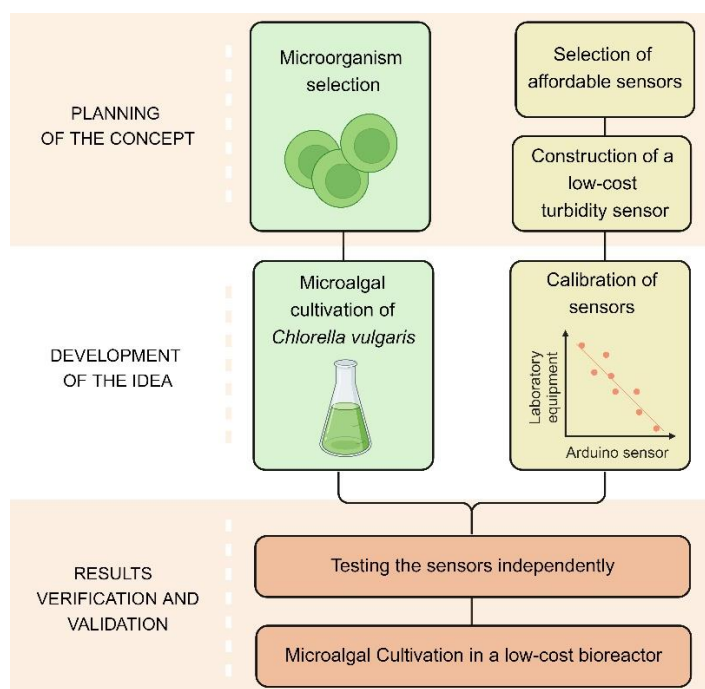 PLANNING
OF THE CONCEPT
Microorganism
selection
Selection of
affordable sensors
Construction of a
low-cost
turbidity sensor
DEVELOPMENT
OF THE IDEA
Microalgal
cultivation of
Chlorella vulgaris
Calibration of
sensors
Laboratory
equipment
Arduino sensor
RESULTS
VERIFICATION AND
VALIDATION
Testing the sensors independently
Microalgal Cultivation in a low-cost bioreactor